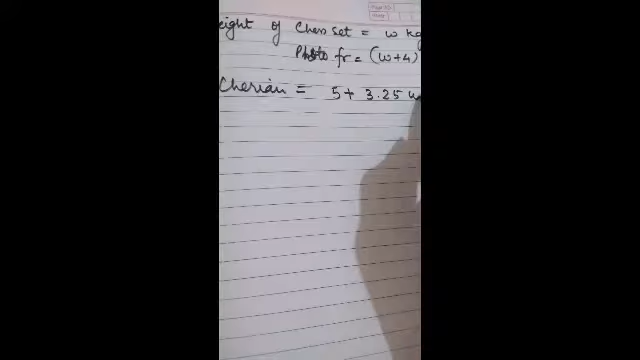 eight of Chess set = w kg
Photo fr = (w+4)
Cherian = 5 + 3.25 w